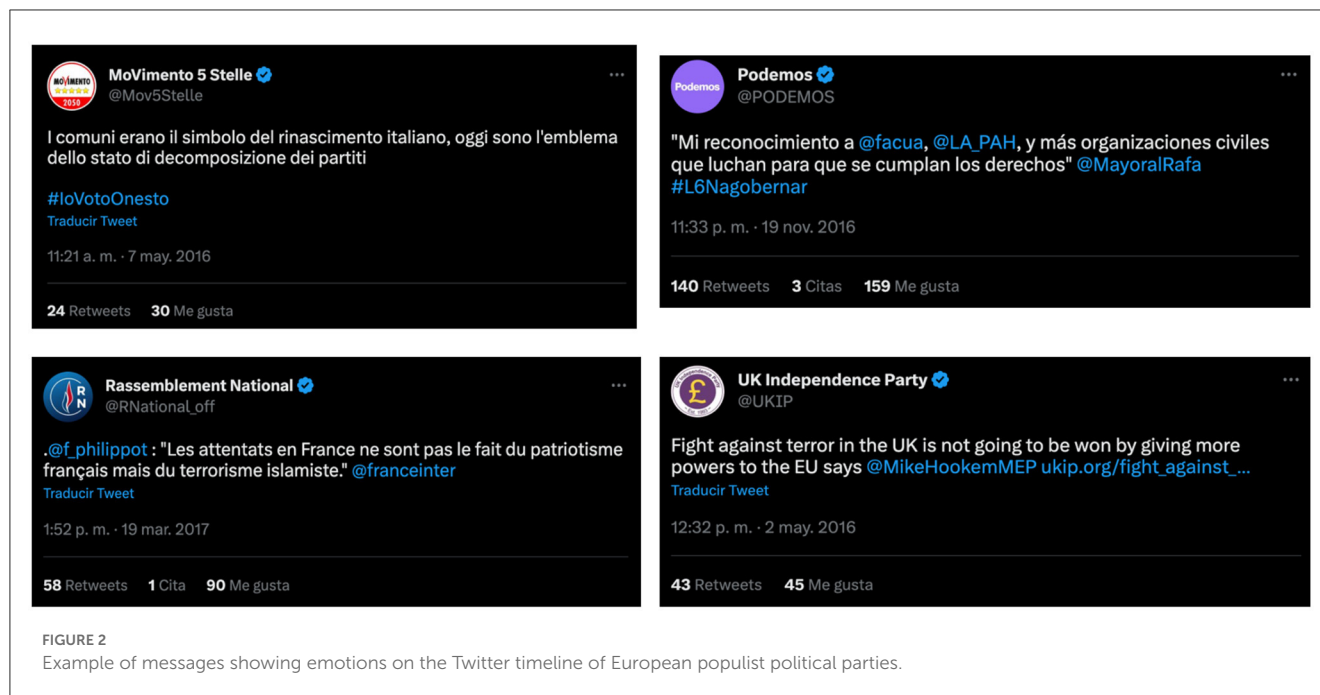 MOVIMENTO
2050
MoVimento 5 Stelle
@Mov5Stelle
I comuni erano il simbolo del rinascimento italiano, oggi sono l'emblema
dello stato di decomposizione dei partiti
#IoVotoOnesto
Traducir Tweet
11:21 a. m. · 7 may. 2016
24 Retweets 30 Me gusta
Podemos
Podemos
@PODEMOS
"Mi reconocimiento a @facua, @LA_PAH, y más organizaciones civiles
que luchan para que se cumplan los derechos" @MayoralRafa
#L6Nagobernar
11:33 p. m. · 19 nov. 2016
140 Retweets 3 Citas 159 Me gusta
R
N
Rassemblement National
@RNational_off
.@f_philippot : "Les attentats en France ne sont pas le fait du patriotisme
français mais du terrorisme islamiste." @franceinter
Traducir Tweet
1:52 p. m. · 19 mar. 2017
58 Retweets 1 Cita 90 Me gusta
UK Independence Party
£
UK Independence Party
@UKIP
Fight against terror in the UK is not going to be won by giving more
powers to the EU says @MikeHookemMEP ukip.org/fight_against_...
Traducir Tweet
12:32 p. m. · 2 may. 2016
43 Retweets 45 Me gusta
FIGURE 2
Example of messages showing emotions on the Twitter timeline of European populist political parties.